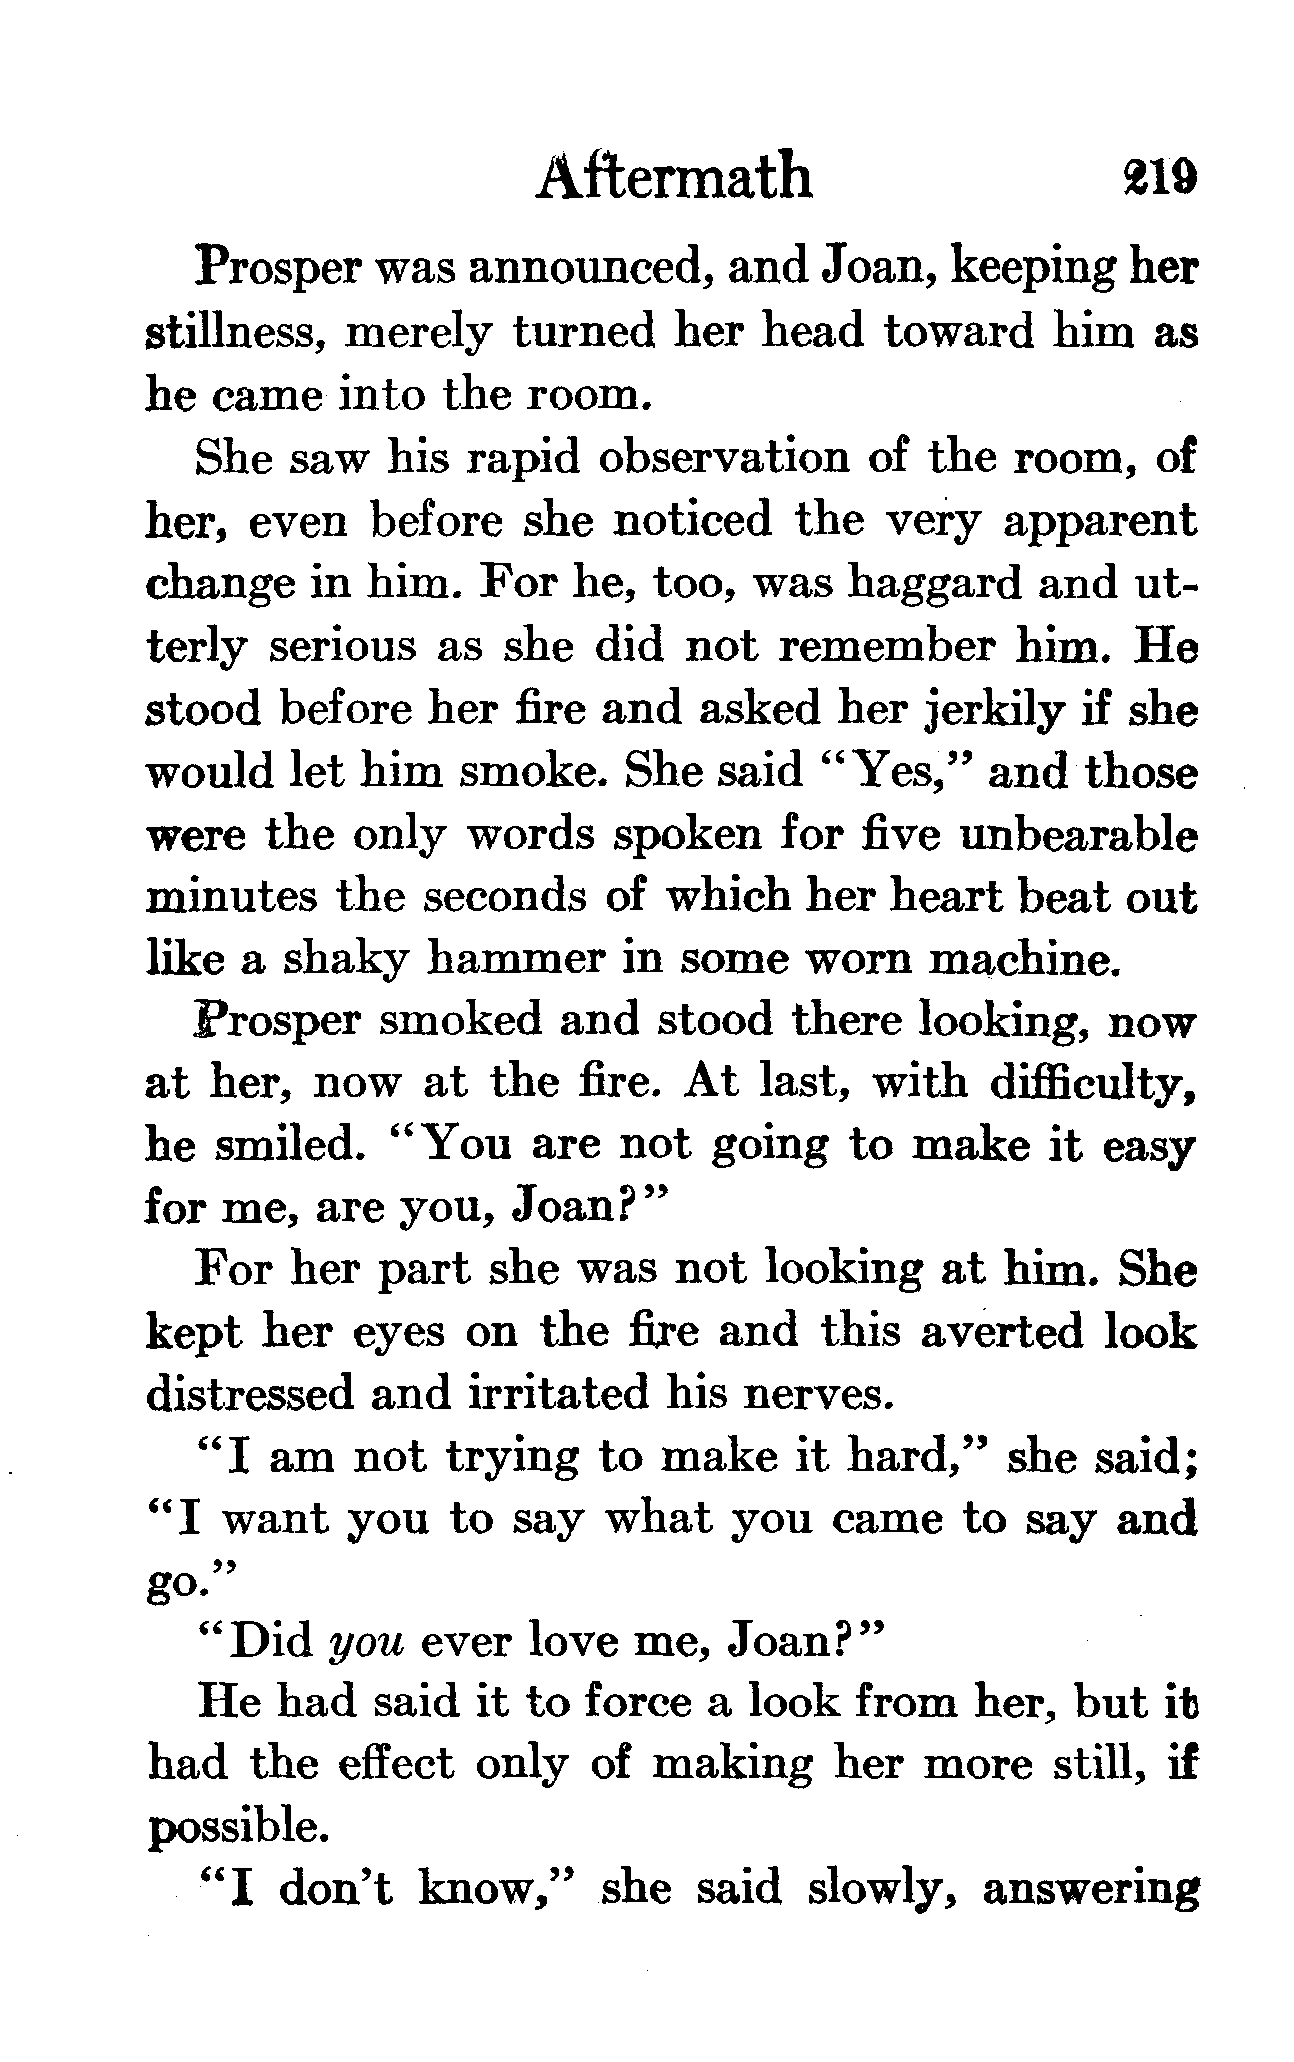 Aftermath 219
Prosper was announced, and Joan, keeping her
stillness, merely turned her head toward him as
he came into the room.
She saw his rapid observation of the room, of
her, even before she noticed the very apparent
change in him. For he, too, was haggard and ut-
terly serious as she did not remember him. He
stood before her fire and asked her jerkily if she
would let him smoke. She said “Yes,” and those
were the only words spoken for five unbearable
minutes the seconds of which her heart beat out
like a shaky hammer in some worn machine.
Prosper smoked and stood there looking, now
at her, now at the fire. At last, with difficulty,
he smiled. “You are not going to make it easy
for me, are you, Joan?”
For her part she was not looking at him. She
kept her eyes on the fire and this averted look
distressed and irritated his nerves.
“I am not trying to make it hard,” she said;
“I want you to say what you came to say and
go.”
“Did you ever love me, Joan?”
He had said it to force a look from her, but it
had the effect only of making her more still, if
possible.
“I don’t know,” she said slowly, answering